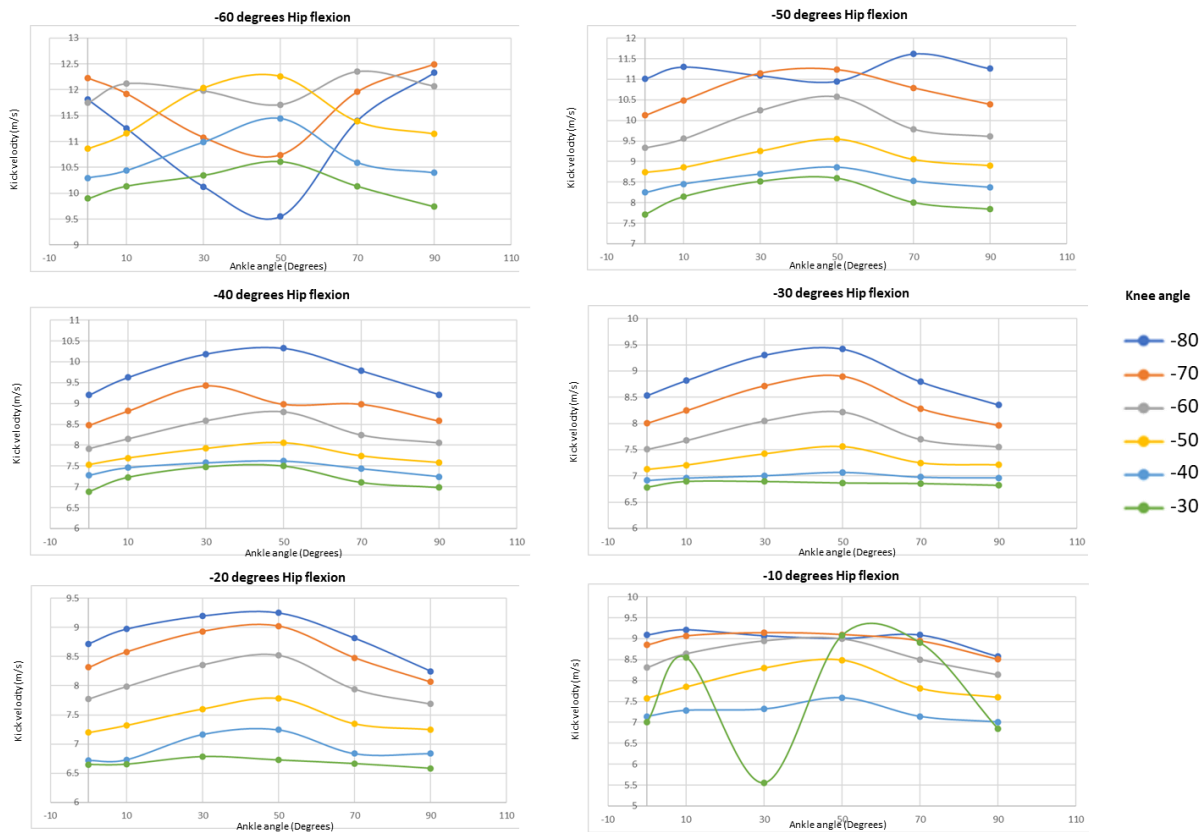 -60 degrees Hip flexion
13
12.5
12
11.5
11
10.5
10
9.5
9
Kick velocity (m/s)
-10 10 30 50 70 90 110
Ankle angle (Degrees)
-50 degrees Hip flexion
12
11.5
11
10.5
10
9.5
9
8.5
8
7.5
7
Kick velocity (m/s)
-10 10 30 50 70 90 110
Ankle angle (Degrees)
-40 degrees Hip flexion
11
10.5
10
9.5
9
8.5
8
7.5
7
6.5
6
Kick velocity (m/s)
-10 10 30 50 70 90 110
Ankle angle (Degrees)
-30 degrees Hip flexion
10
9.5
9
8.5
8
7.5
7
6.5
6
Kick velocity (m/s)
-10 10 30 50 70 90 110
Ankle angle (Degrees)
Knee angle
-80
-70
-60
-50
-40
-30
-20 degrees Hip flexion
9.5
9
8.5
8
7.5
7
6.5
6
Kick velocity (m/s)
-10 10 30 50 70 90 110
Ankle angle (Degrees)
-10 degrees Hip flexion
10
9.5
9
8.5
8
7.5
7
6.5
6
5.5
5
Kick velocity (m/s)
-10 10 30 50 70 90 110
Ankle angle (Degrees)